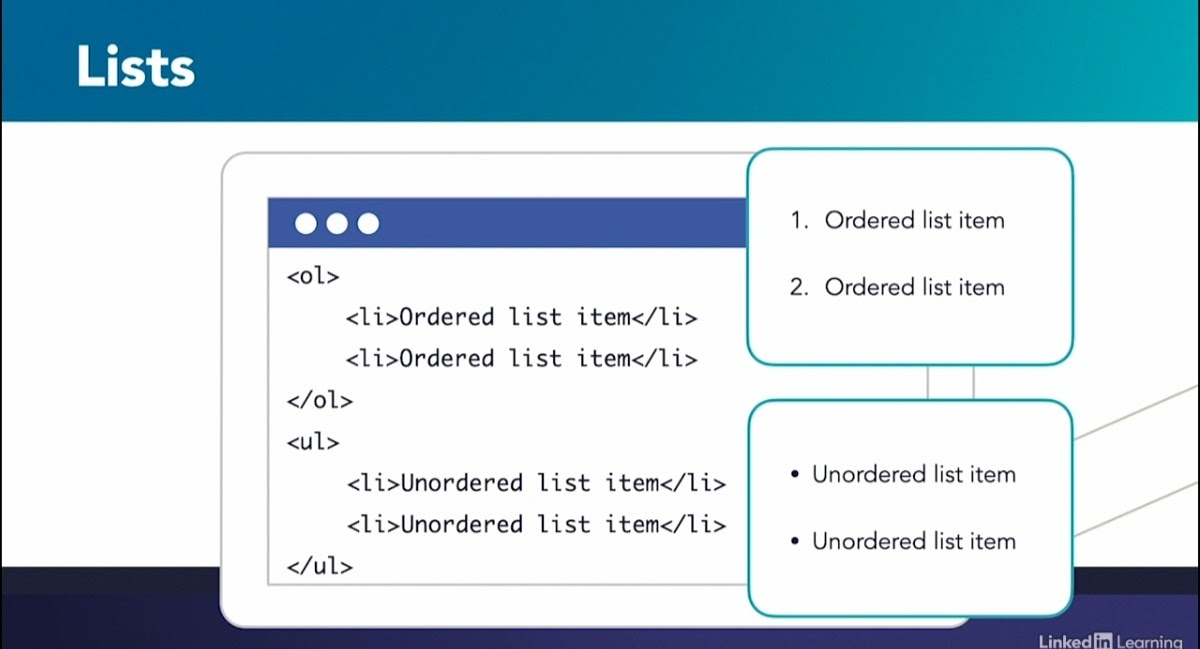 Lists
<ol>
<li>Ordered list item</li>
<li>Ordered list item</li>
</ol>
<ul>
<li>Unordered list item</li>
<li>Unordered list item</li>
</ul>
1. Ordered list item
2. Ordered list item
• Unordered list item
• Unordered list item
Linked in Learning